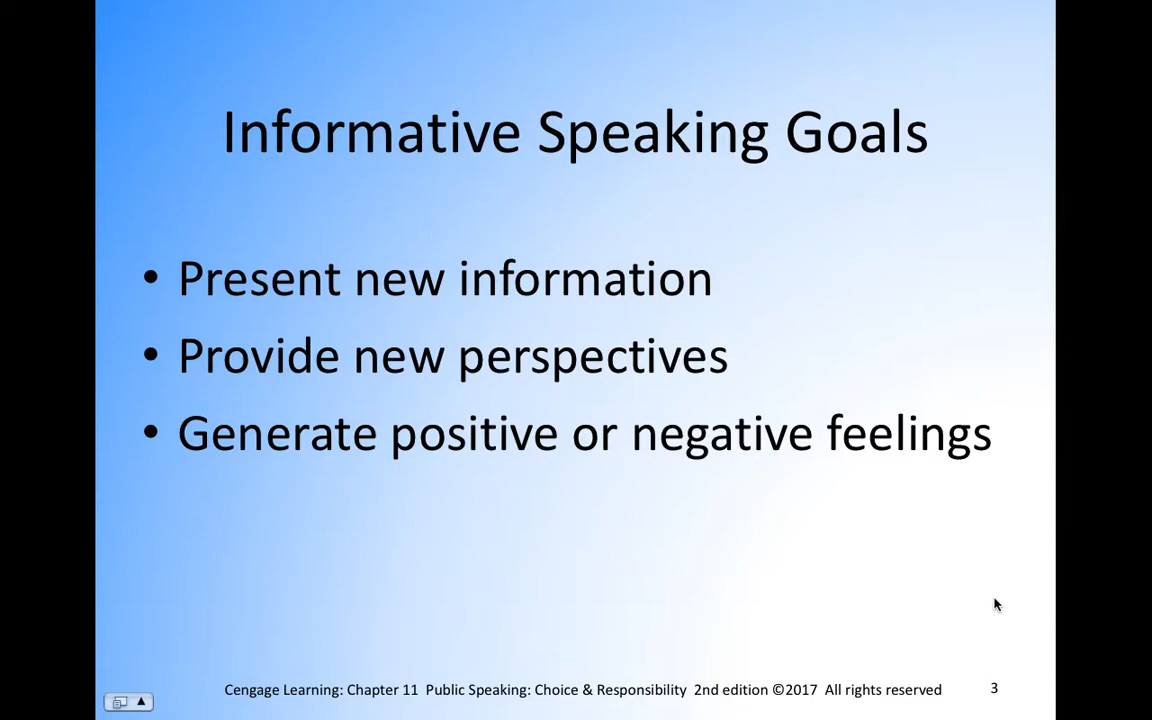 Informative Speaking Goals
• Present new information
• Provide new perspectives
• Generate positive or negative feelings
Cengage Learning: Chapter 11 Public Speaking: Choice & Responsibility 2nd edition ©2017 All rights reserved 3